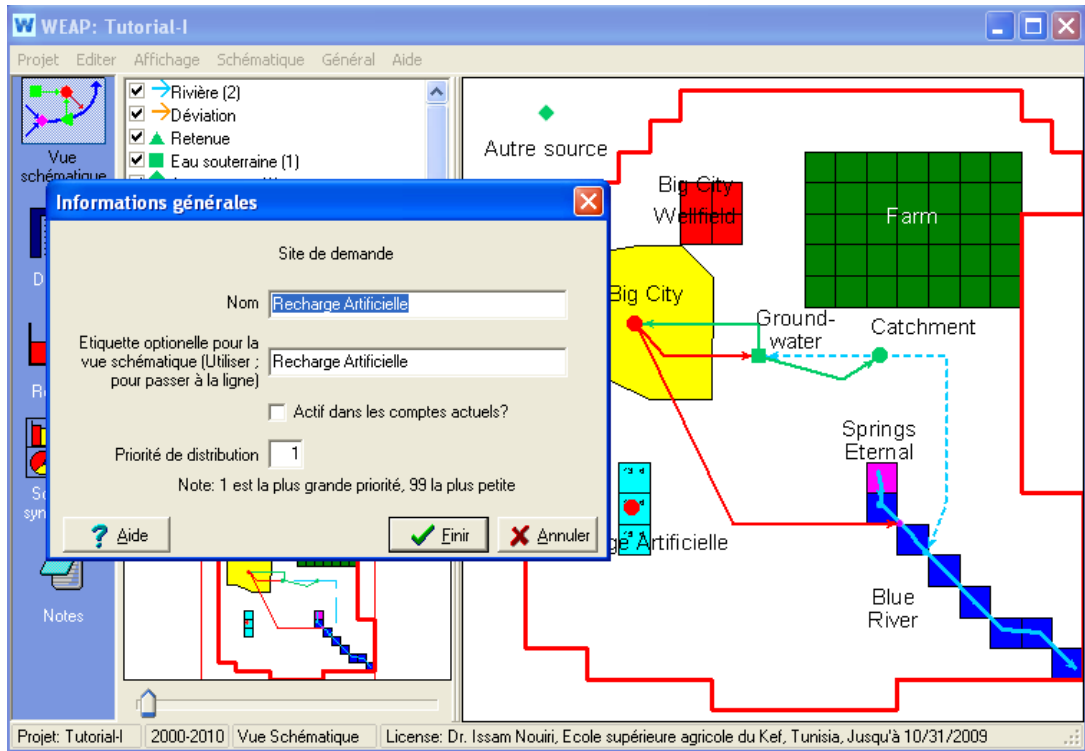 WEAP: Tutorial-I
Projet Editer Affichage Schématique Général Aide
Vue
schématique
Rivière (2)
Déviation
Retenue
Eau souterraine (1)
Informations générales
Site de demande
Nom Recharge Artificielle
Etiquette optionelle pour la
vue schématique (Utiliser ;
pour passer à la ligne)
Recharge Artificielle
Actif dans les comptes actuels?
Priorité de distribution 1
Note: 1 est la plus grande priorité, 99 la plus petite
Aide Finir Annuler
Notes
Autre source
Big City
Wellfield
Farm
Big City
Ground-
water
Catchment
Springs
Eternal
Artificielle
Blue
River
Projet: Tutorial-I 2000-2010 Vue Schématique License: Dr. Issam Nouiri, Ecole supérieure agricole du Kef, Tunisia, Jusqu'à 10/31/2009